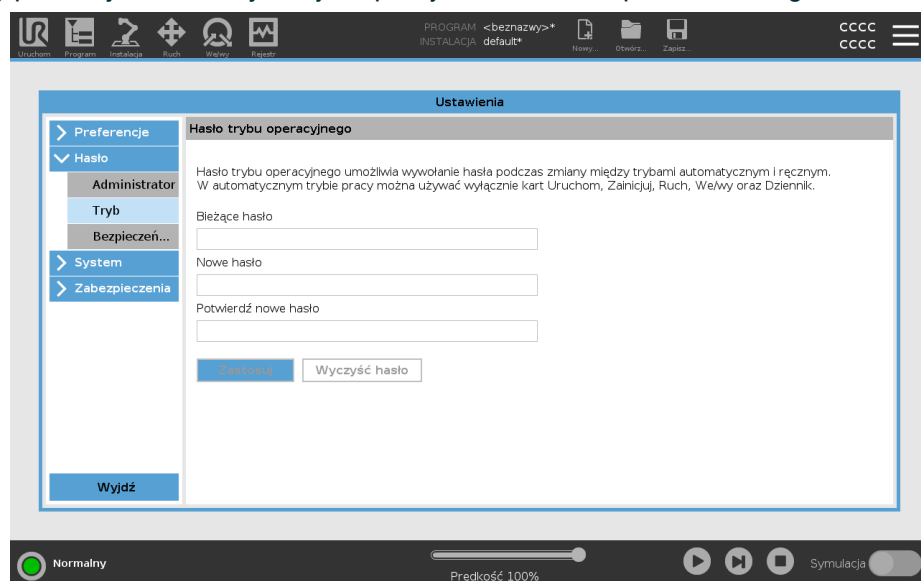 PROGRAM <beznazwy>*
INSTALACJA default*
CCCC
CCCC
Uruchom Program Instalacja Ruch We/wy Rejestr Nowy... Otwórz... Zapisz...
Ustawienia
Preferencje
Hasło
Administrator
Tryb
Bezpieczeń...
System
Zabezpieczenia
Wyjdź
Hasło trybu operacyjnego
Hasło trybu operacyjnego umożliwia wywołanie hasła podczas zmiany między trybami automatycznym i ręcznym.
W automatycznym trybie pracy można używać wyłącznie kart Uruchom, Zainicjuj, Ruch, We/wy oraz Dziennik.
Bieżące hasło
Nowe hasło
Potwierdź nowe hasło
Zastosuj Wyczyść hasło
Normalny
Prędkość 100%
Symulacja